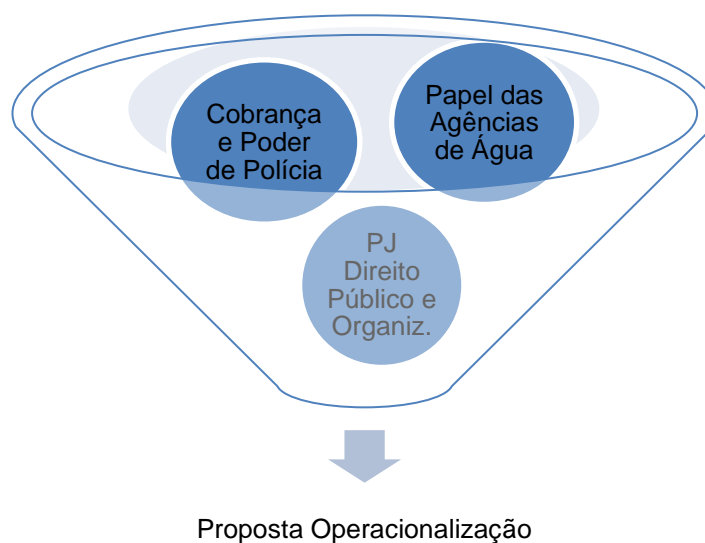 Cobrança
e Poder
de Polícia
Papel das
Agências
de Água
PJ
Direito
Público e
Organiz.
Proposta Operacionalização